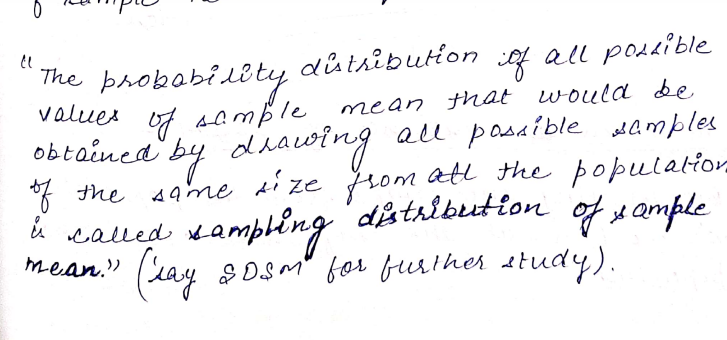 " The probability distribution of all possible
values of sample mean that would be
obtained by drawing all possible samples
of the same size from all the population
is called sampling distribution of sample
mean." (say SDSM" for further study).